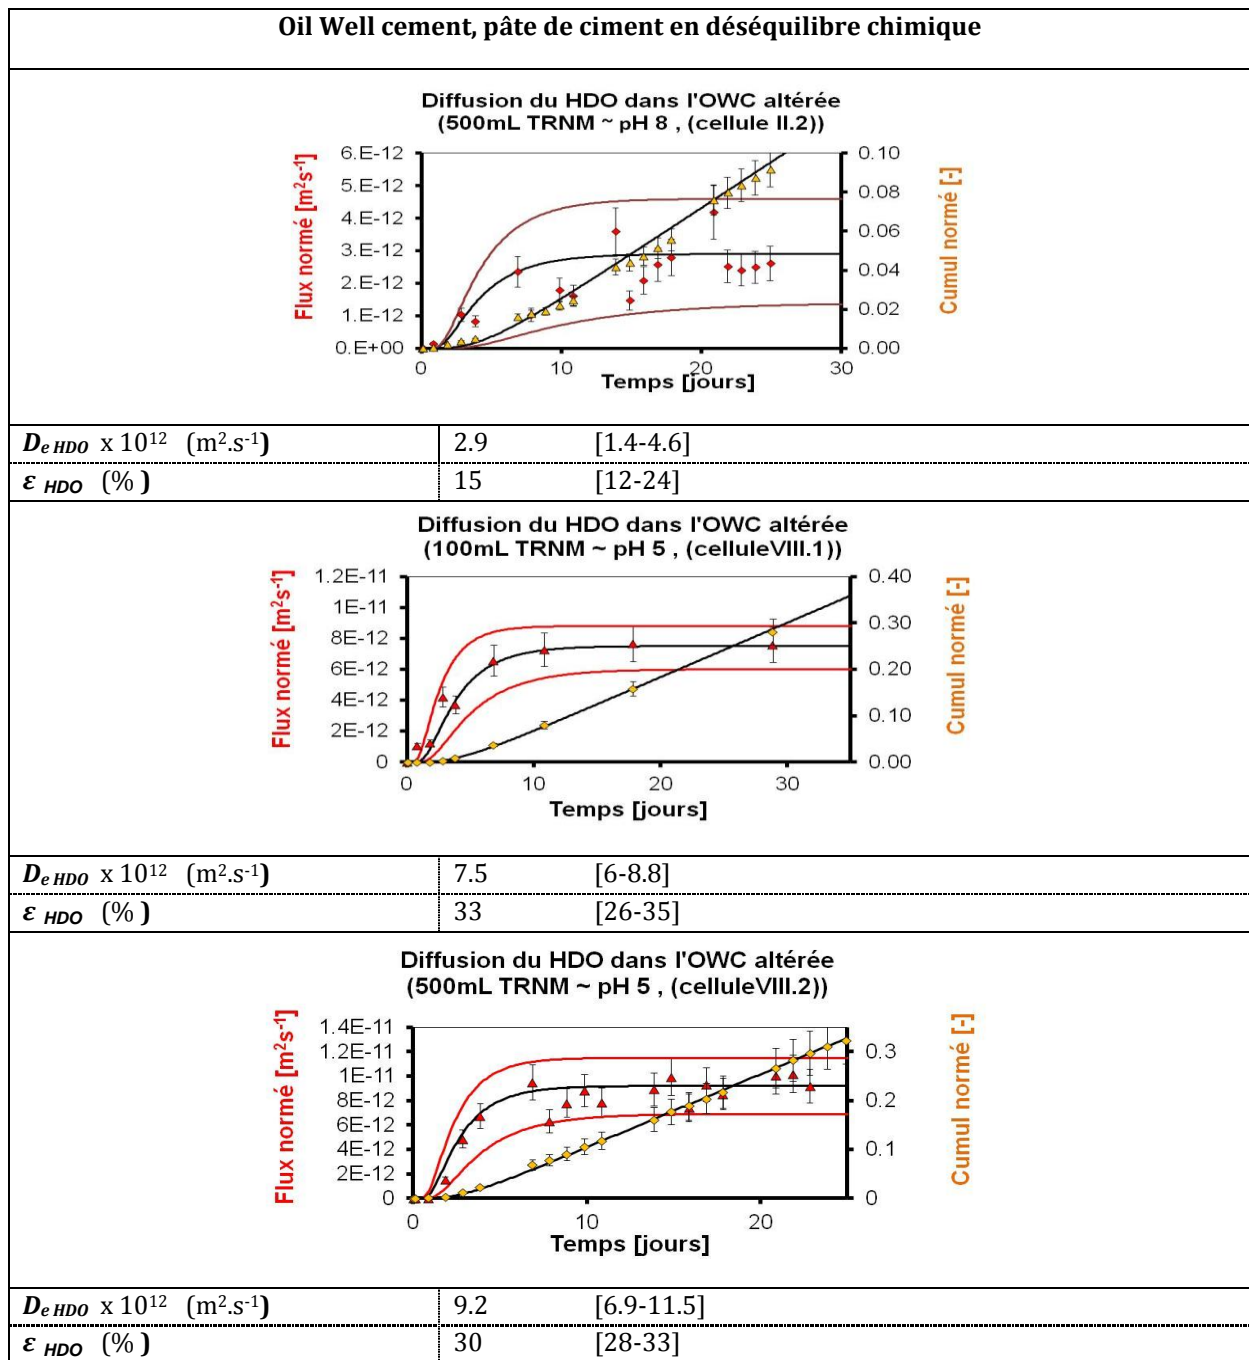 Oil Well cement, pâte de ciment en déséquilibre chimique
Diffusion du HDO dans l'OWC altérée
(500mL TRNM ~ pH 8 , (cellule II.2))
Flux normé [m²s⁻¹]
6.E-12
5.E-12
4.E-12
3.E-12
2.E-12
1.E-12
0.E+00
0.10
0.08
0.06
0.04
0.02
0.00
Cumul normé [-]
0 10 20 30
Temps [jours]
De HDO x 10¹² (m².s⁻¹) 2.9 [1.4-4.6]
ε HDO (% ) 15 [12-24]
Diffusion du HDO dans l'OWC altérée
(100mL TRNM ~ pH 5 , (celluleVIII.1))
Flux normé [m²s⁻¹]
1.2E-11
1E-11
8E-12
6E-12
4E-12
2E-12
0
0.40
0.30
0.20
0.10
0.00
Cumul normé [-]
0 10 20 30
Temps [jours]
De HDO x 10¹² (m².s⁻¹) 7.5 [6-8.8]
ε HDO (% ) 33 [26-35]
Diffusion du HDO dans l'OWC altérée
(500mL TRNM ~ pH 5 , (celluleVIII.2))
Flux normé [m²s⁻¹]
1.4E-11
1.2E-11
1E-11
8E-12
6E-12
4E-12
2E-12
0
0.3
0.2
0.1
0
Cumul normé [-]
0 10 20
Temps [jours]
De HDO x 10¹² (m².s⁻¹) 9.2 [6.9-11.5]
ε HDO (% ) 30 [28-33]